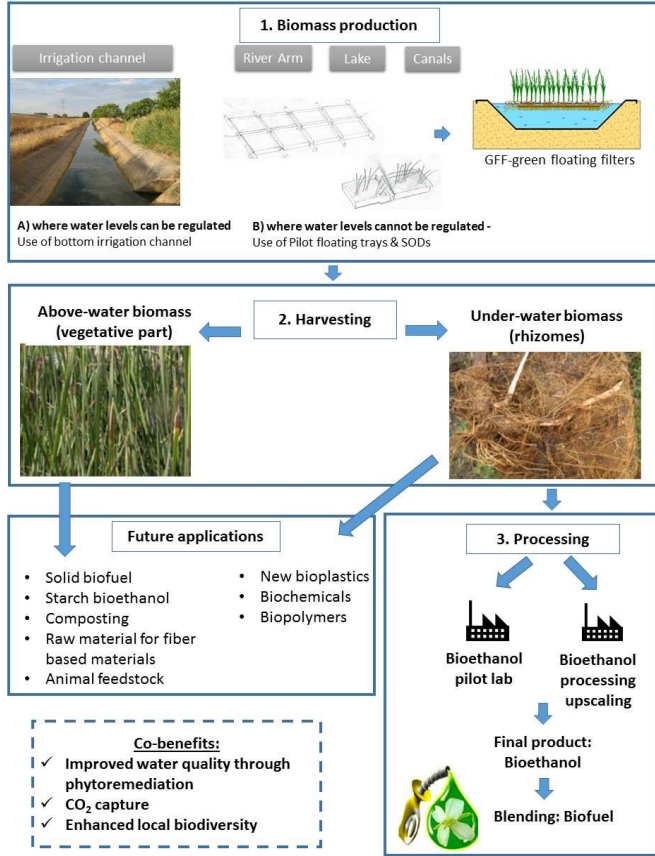 1. Biomass production
Irrigation channel
River Arm
Lake
Canals
GFF-green floating filters
A) where water levels can be regulated
Use of bottom irrigation channel
B) where water levels cannot be regulated -
Use of Pilot floating trays & SODs
2. Harvesting
Above-water biomass
(vegetative part)
Under-water biomass
(rhizomes)
Future applications
• Solid biofuel
• Starch bioethanol
• Composting
• Raw material for fiber
based materials
• Animal feedstock
• New bioplastics
• Biochemicals
• Biopolymers
3. Processing
Bioethanol
pilot lab
Bioethanol
processing
upscaling
Final product:
Bioethanol
Blending: Biofuel
Co-benefits:
✓ Improved water quality through
phytoremediation
✓ CO₂ capture
✓ Enhanced local biodiversity